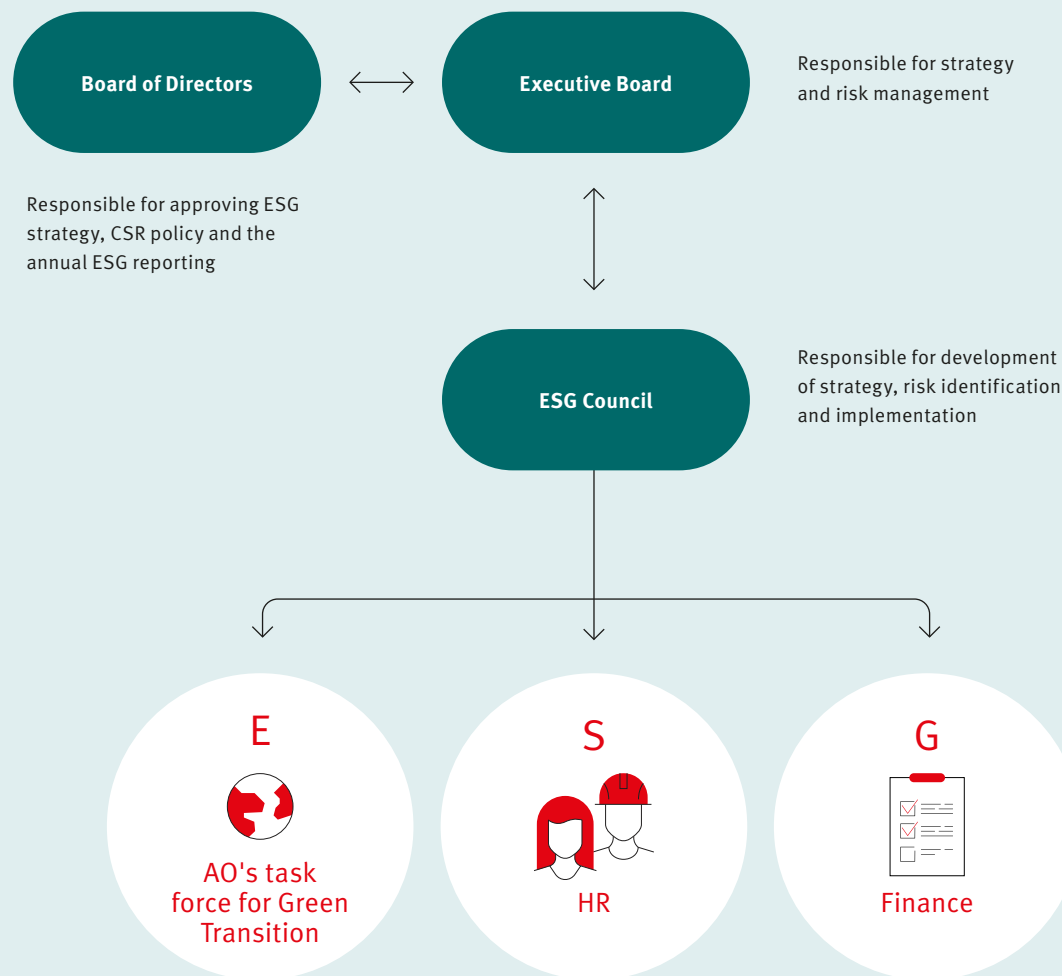 Board of Directors
Executive Board
Responsible for strategy
and risk management
Responsible for approving ESG
strategy, CSR policy and the
annual ESG reporting
ESG Council
Responsible for development
of strategy, risk identification
and implementation
E
AO's task
force for Green
Transition
S
HR
G
Finance